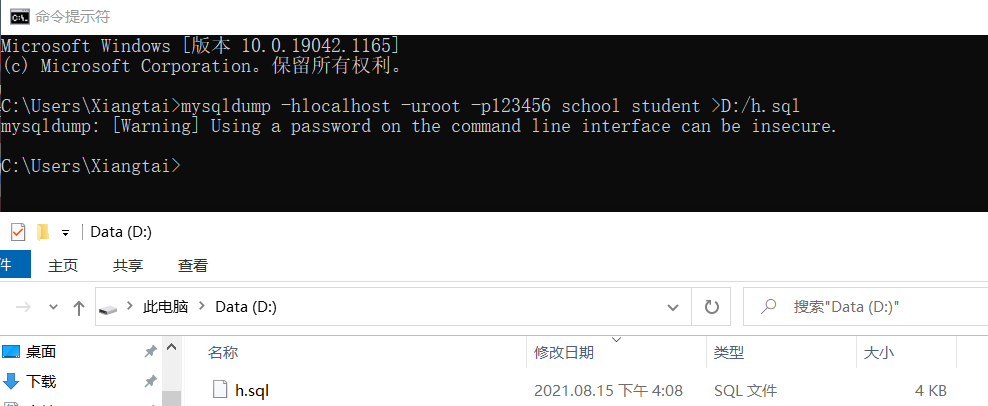 命令提示符
Microsoft Windows [版本 10.0.19042.1165]
(c) Microsoft Corporation。保留所有权利。
C:\Users\Xiangtai>mysqldump -hlocalhost -uroot -p123456 school student >D:/h.sql
mysqldump: [Warning] Using a password on the command line interface can be insecure.
C:\Users\Xiangtai>
Data (D:)
件 主页 共享 查看
此电脑 Data (D:) 搜索"Data (D:)"
桌面 名称 修改日期 类型 大小
下载 h.sql 2021.08.15 下午 4:08 SQL 文件 4 KB